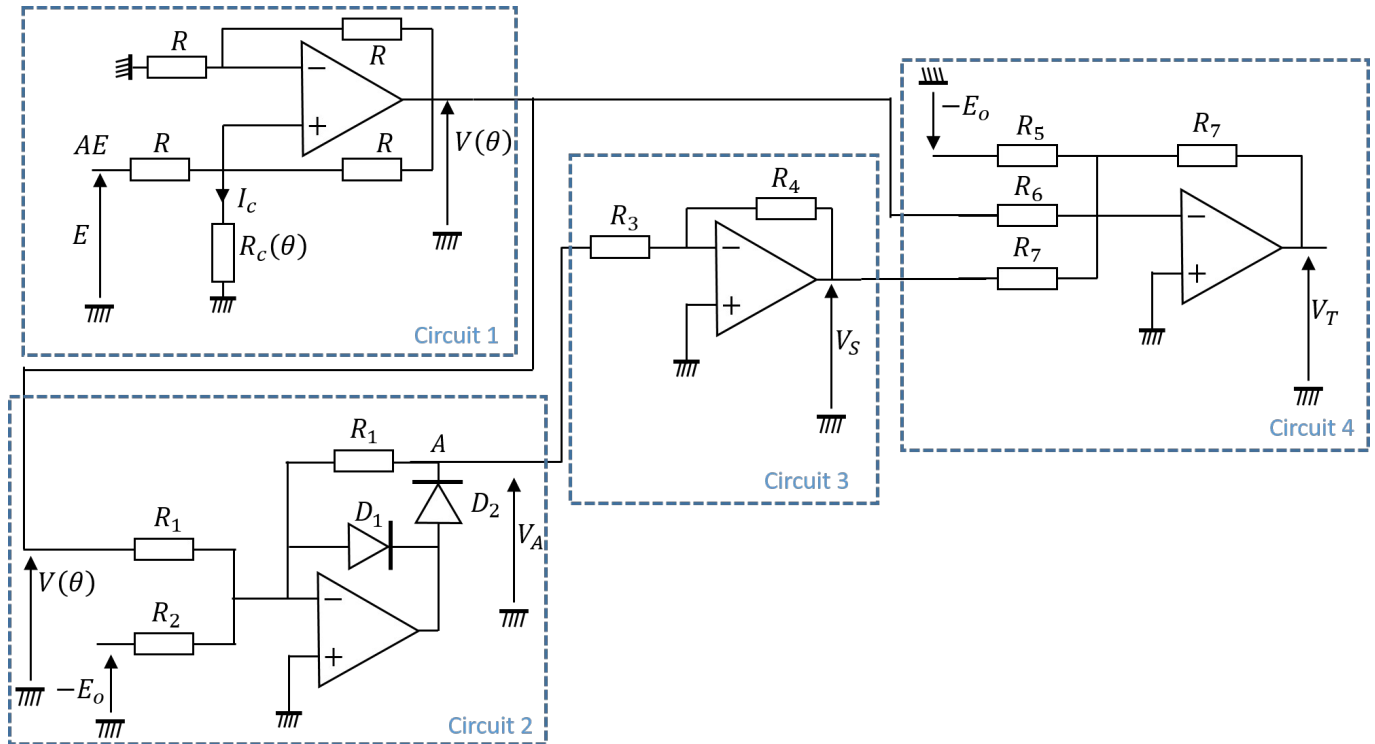 R
R
AE
R
R
V(θ)
I_c
E
R_c(θ)
Circuit 1
−
+
R_1
A
D_1
D_2
V_A
R_1
V(θ)
R_2
−E_o
−
+
Circuit 2
R_3
R_4
−
+
V_S
Circuit 3
−E_o
R_5
R_7
R_6
R_7
−
+
V_T
Circuit 4